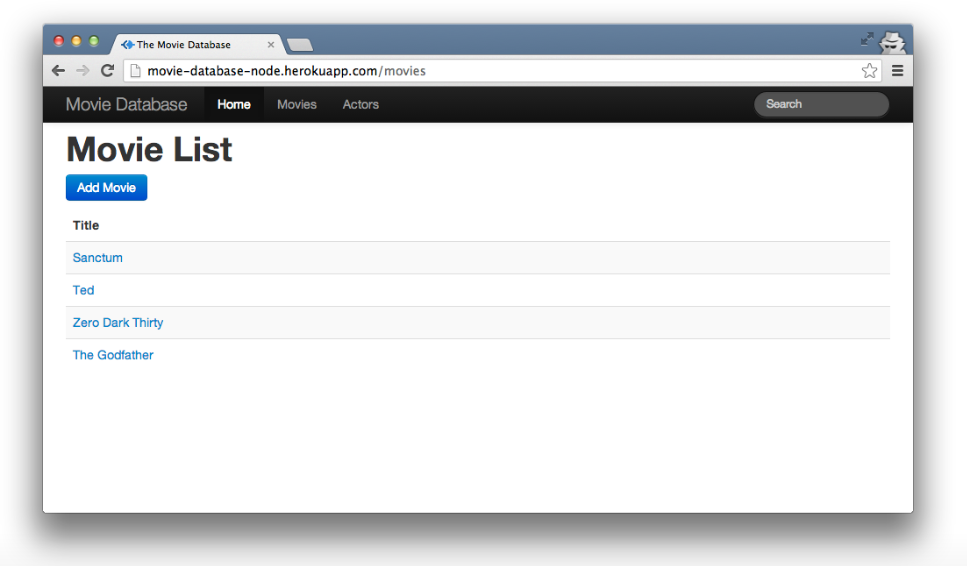 The Movie Database
movie-database-node.herokuapp.com/movies
Movie Database Home Movies Actors Search
Movie List
Add Movie
Title
Sanctum
Ted
Zero Dark Thirty
The Godfather